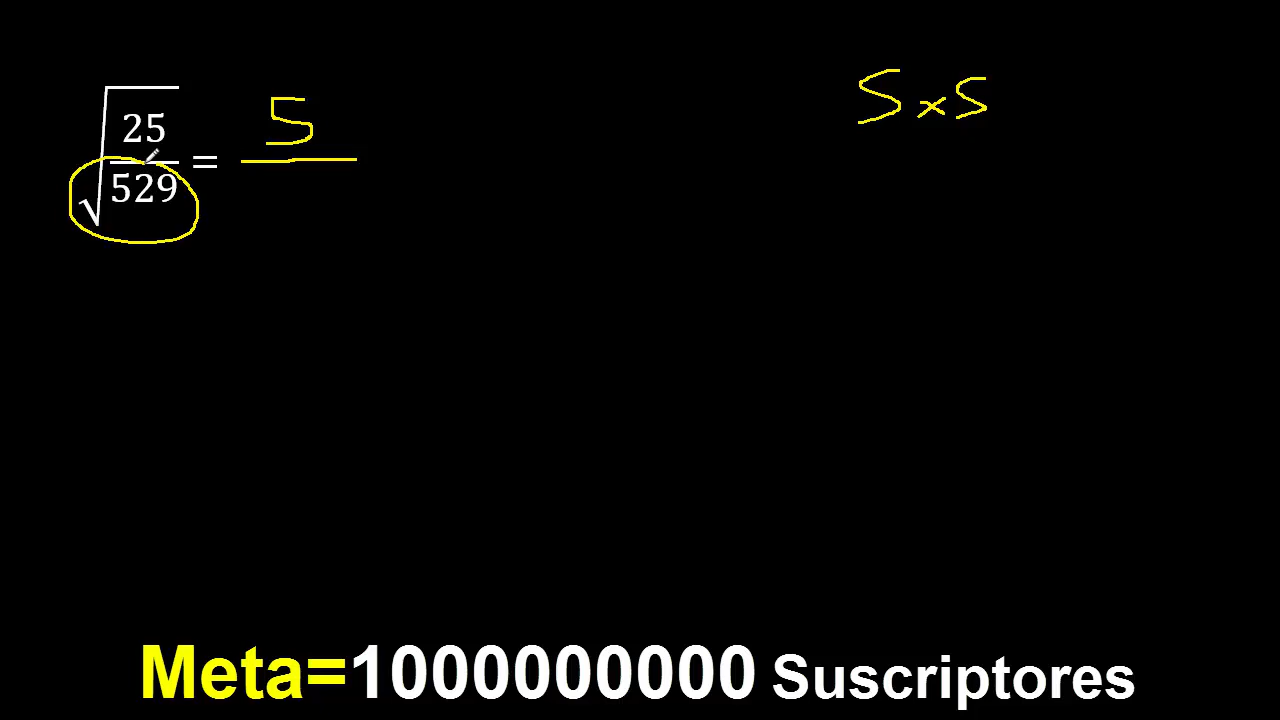 √25/529 = 5/
5 x 5
Meta=1000000000 Suscriptores